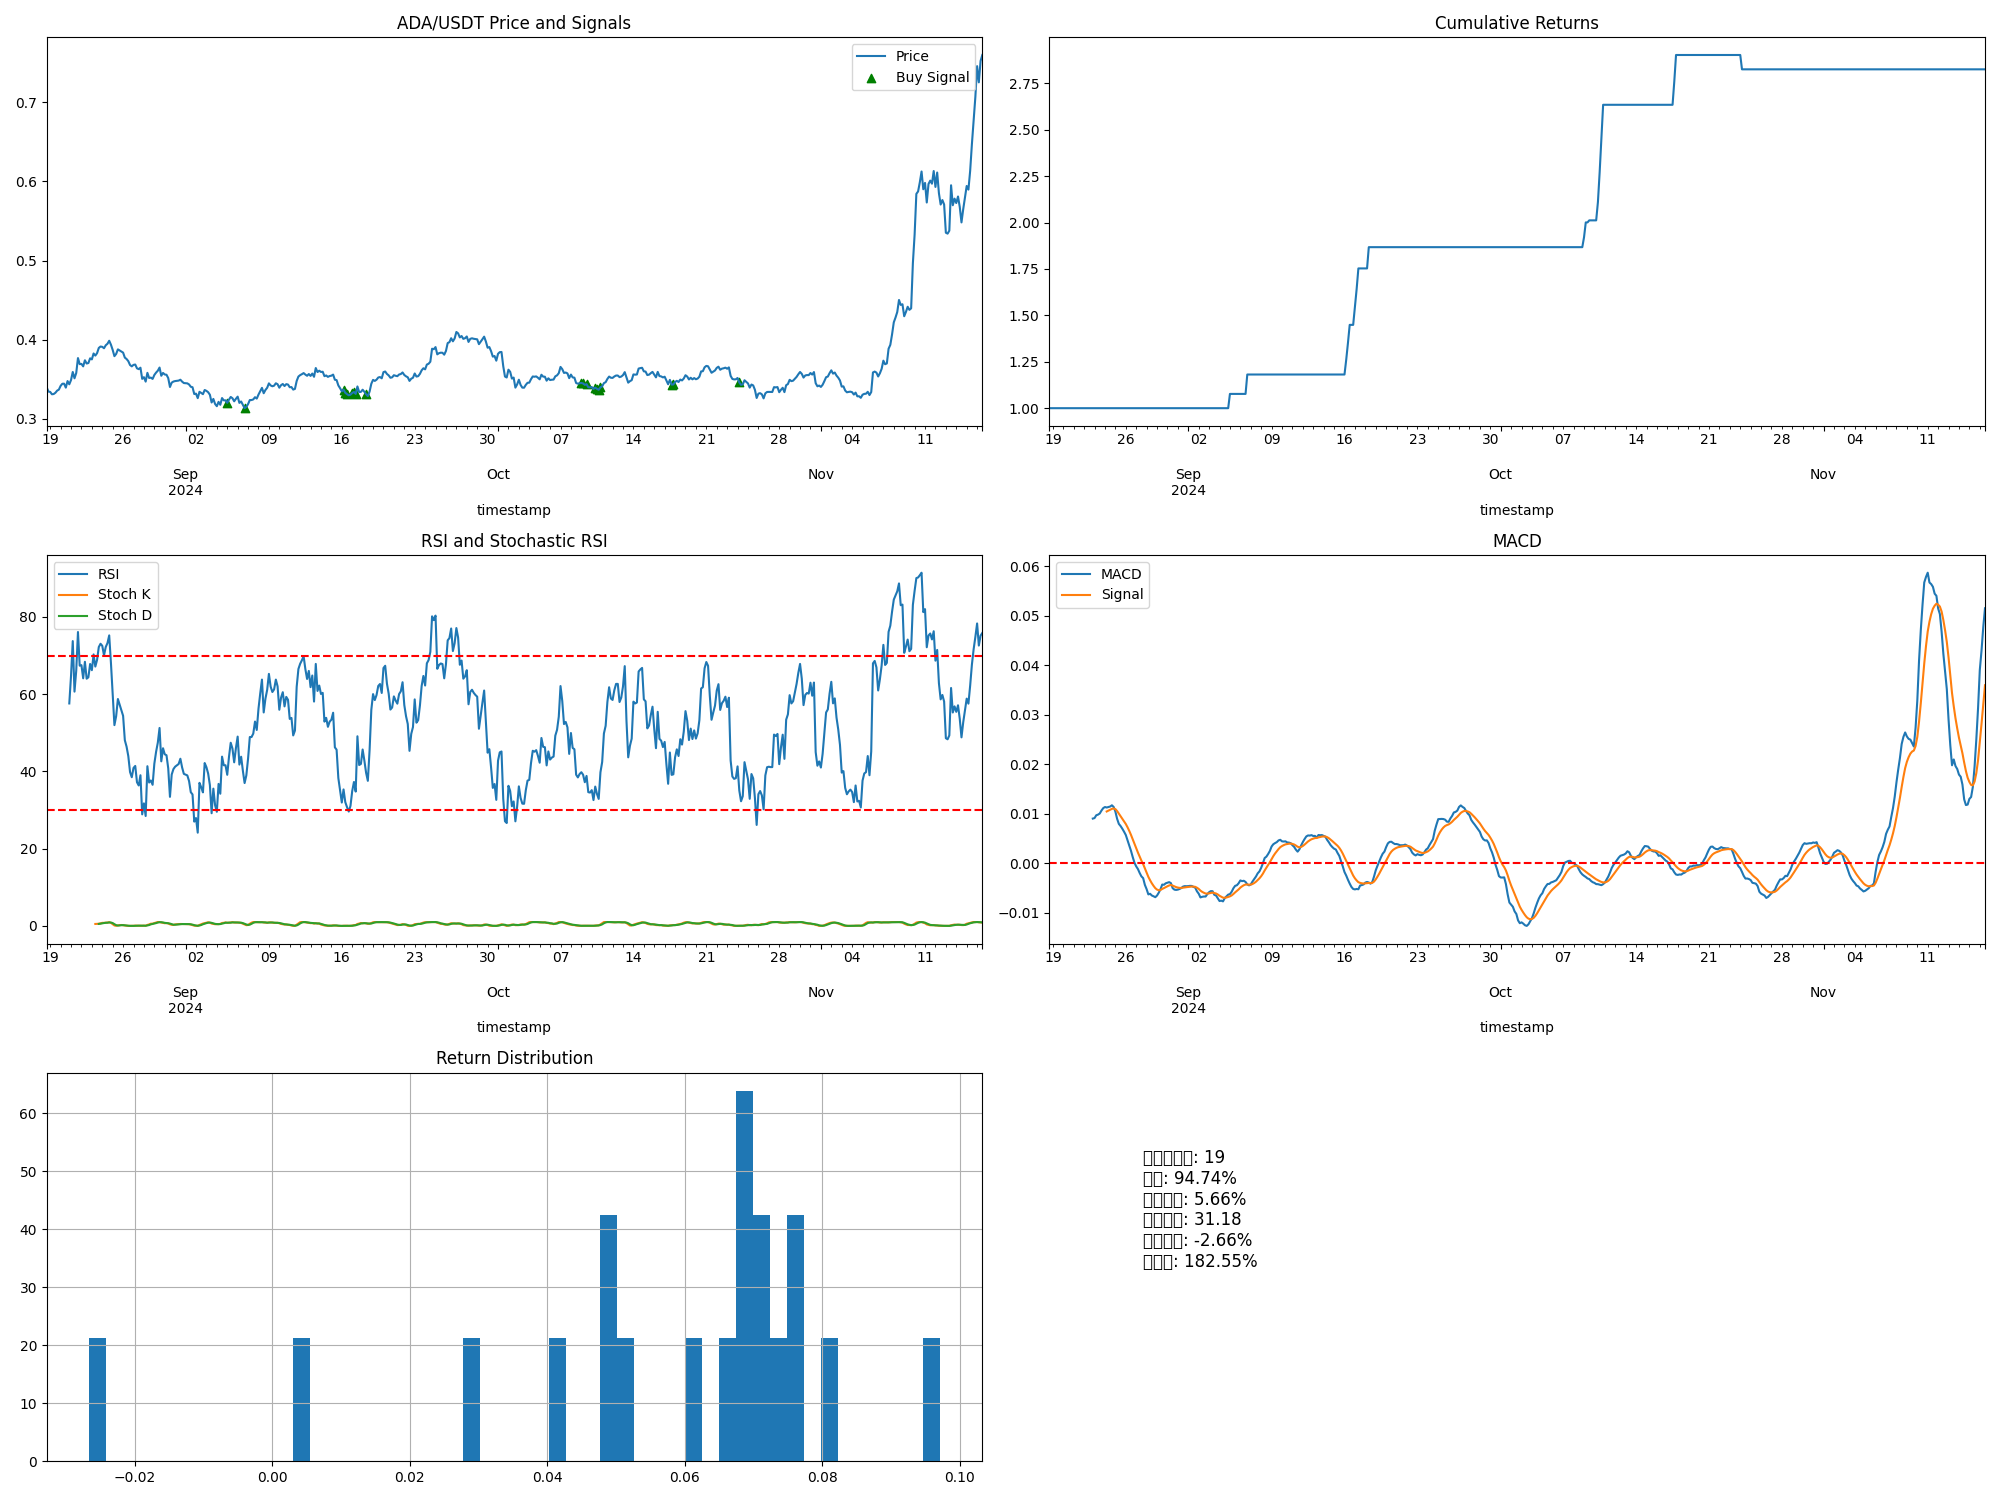 ADA/USDT Price and Signals
Price
Buy Signal
0.7
0.6
0.5
0.4
0.3
19 26 02 09 16 23 30 07 14 21 28 04 11
Sep Oct Nov
2024
timestamp
Cumulative Returns
2.75
2.50
2.25
2.00
1.75
1.50
1.25
1.00
19 26 02 09 16 23 30 07 14 21 28 04 11
Sep Oct Nov
2024
timestamp
RSI and Stochastic RSI
RSI
Stoch K
Stoch D
80
60
40
20
0
19 26 02 09 16 23 30 07 14 21 28 04 11
Sep Oct Nov
2024
timestamp
MACD
MACD
Signal
0.06
0.05
0.04
0.03
0.02
0.01
0.00
−0.01
19 26 02 09 16 23 30 07 14 21 28 04 11
Sep Oct Nov
2024
timestamp
Return Distribution
60
50
40
30
20
10
0
−0.02 0.00 0.02 0.04 0.06 0.08 0.10
: 19
: 94.74%
: 5.66%
: 31.18
: -2.66%
: 182.55%